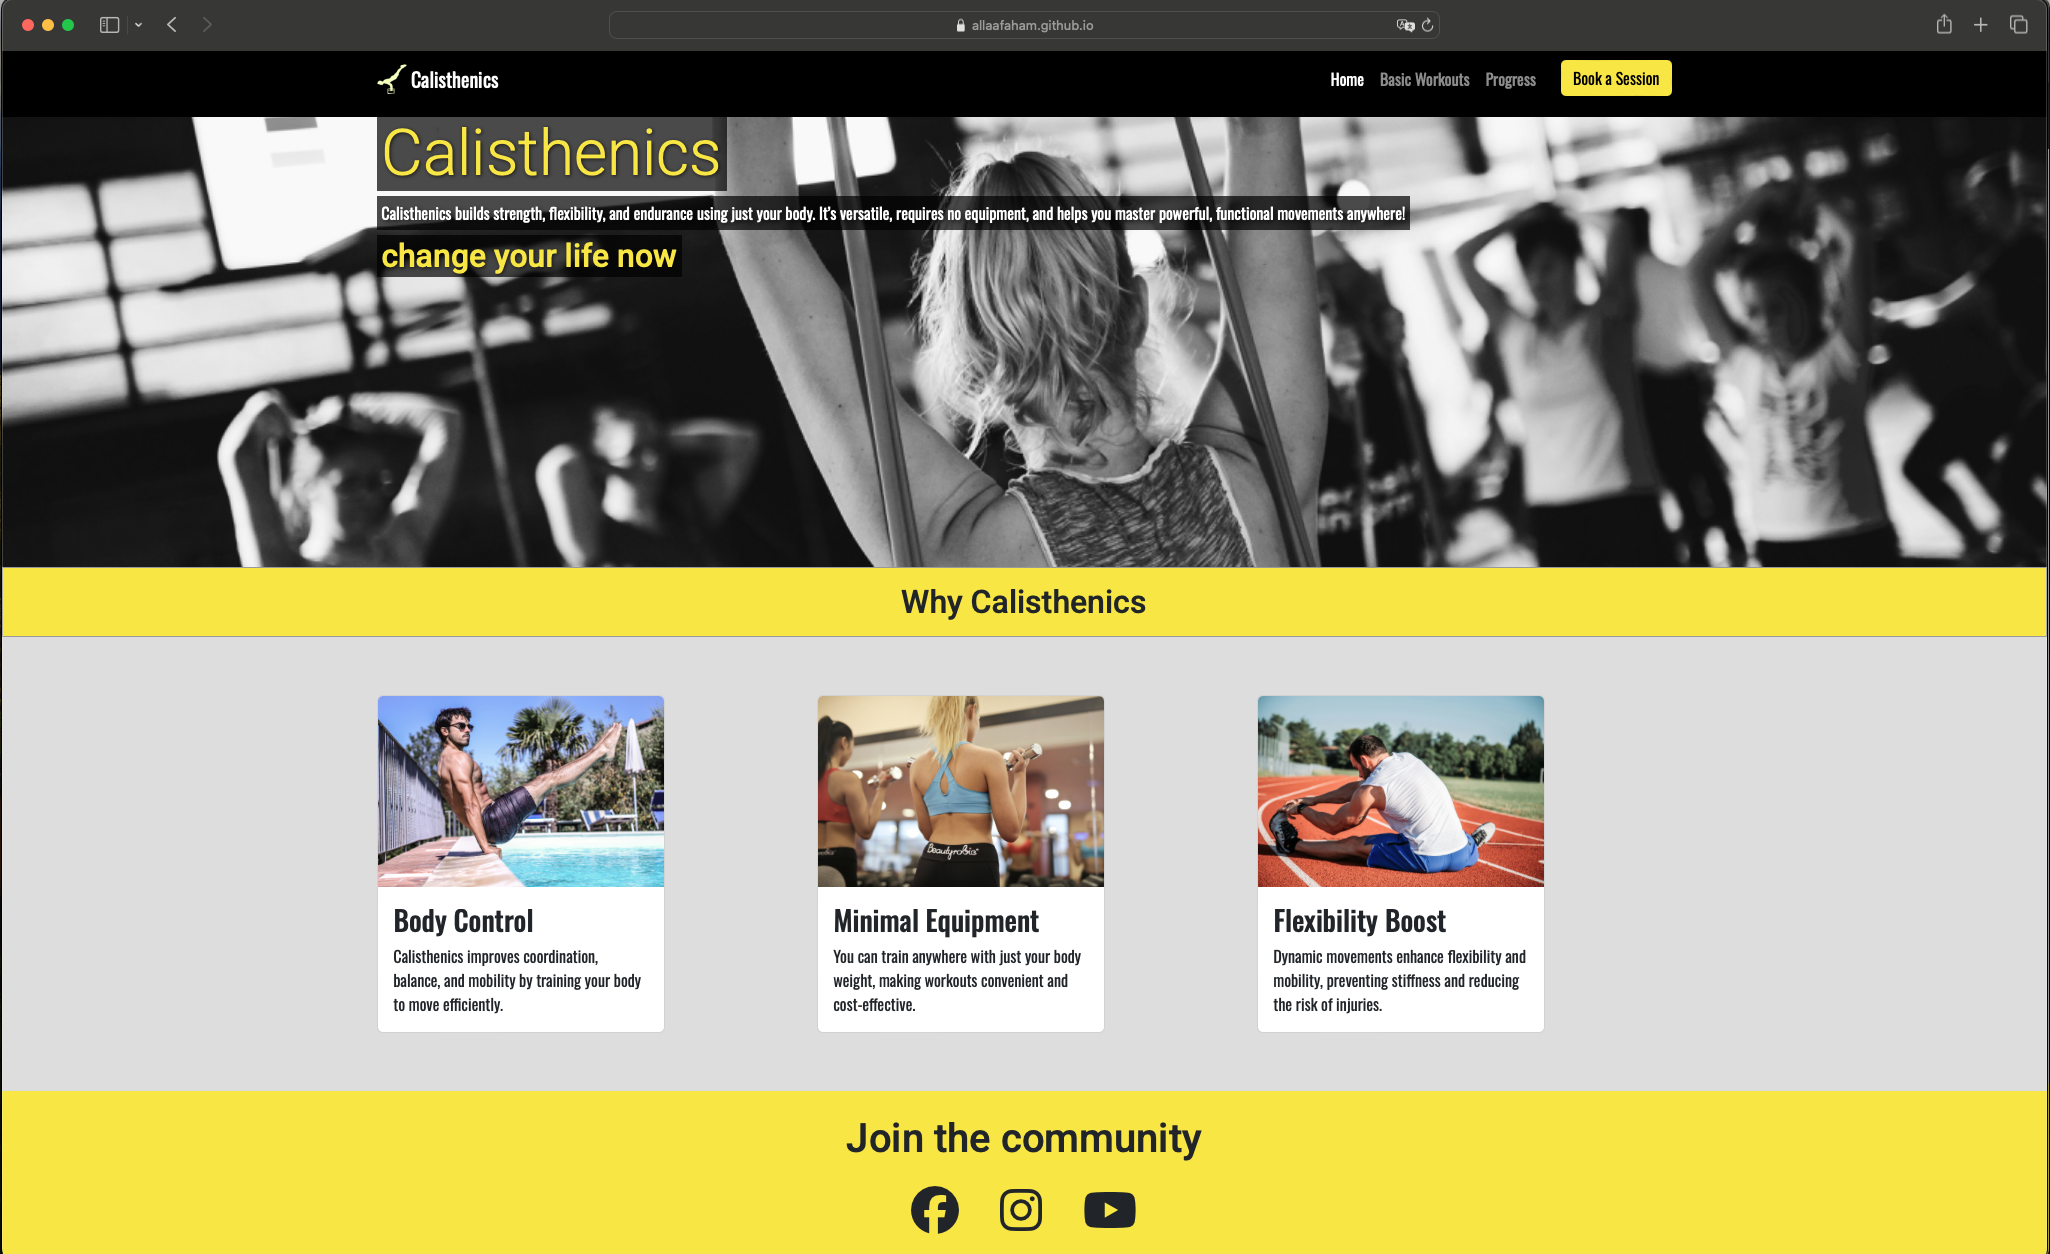 allaafaham.github.io
Calisthenics
Home Basic Workouts Progress Book a Session
Calisthenics
Calisthenics builds strength, flexibility, and endurance using just your body. It's versatile, requires no equipment, and helps you master powerful, functional movements anywhere!
change your life now
Why Calisthenics
Beautyrobics
Body Control
Calisthenics improves coordination,
balance, and mobility by training your body
to move efficiently.
Minimal Equipment
You can train anywhere with just your body
weight, making workouts convenient and
cost-effective.
Flexibility Boost
Dynamic movements enhance flexibility and
mobility, preventing stiffness and reducing
the risk of injuries.
Join the community